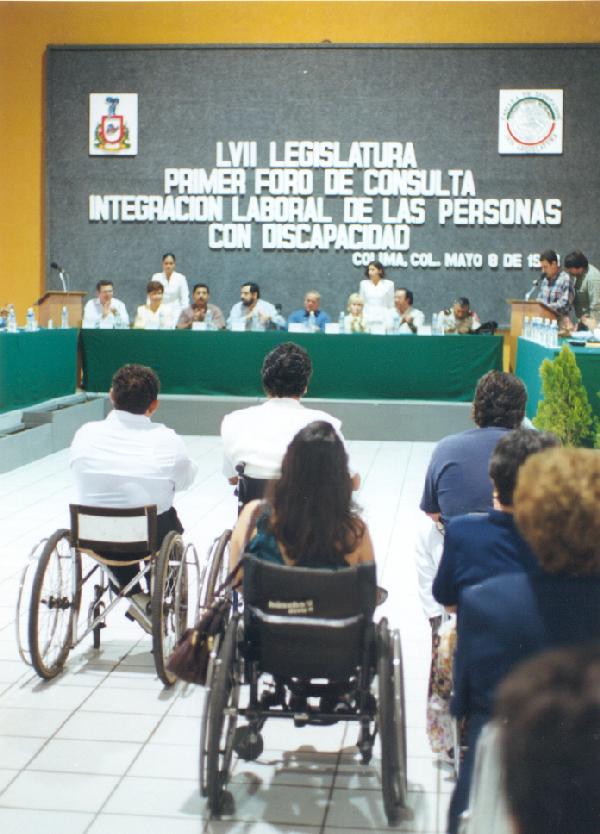 LVII LEGISLATURA
PRIMER FORO DE CONSULTA
INTEGRACION LABORAL DE LAS PERSONAS
CON DISCAPACIDAD
COLIMA, COL. MAYO 8 DE